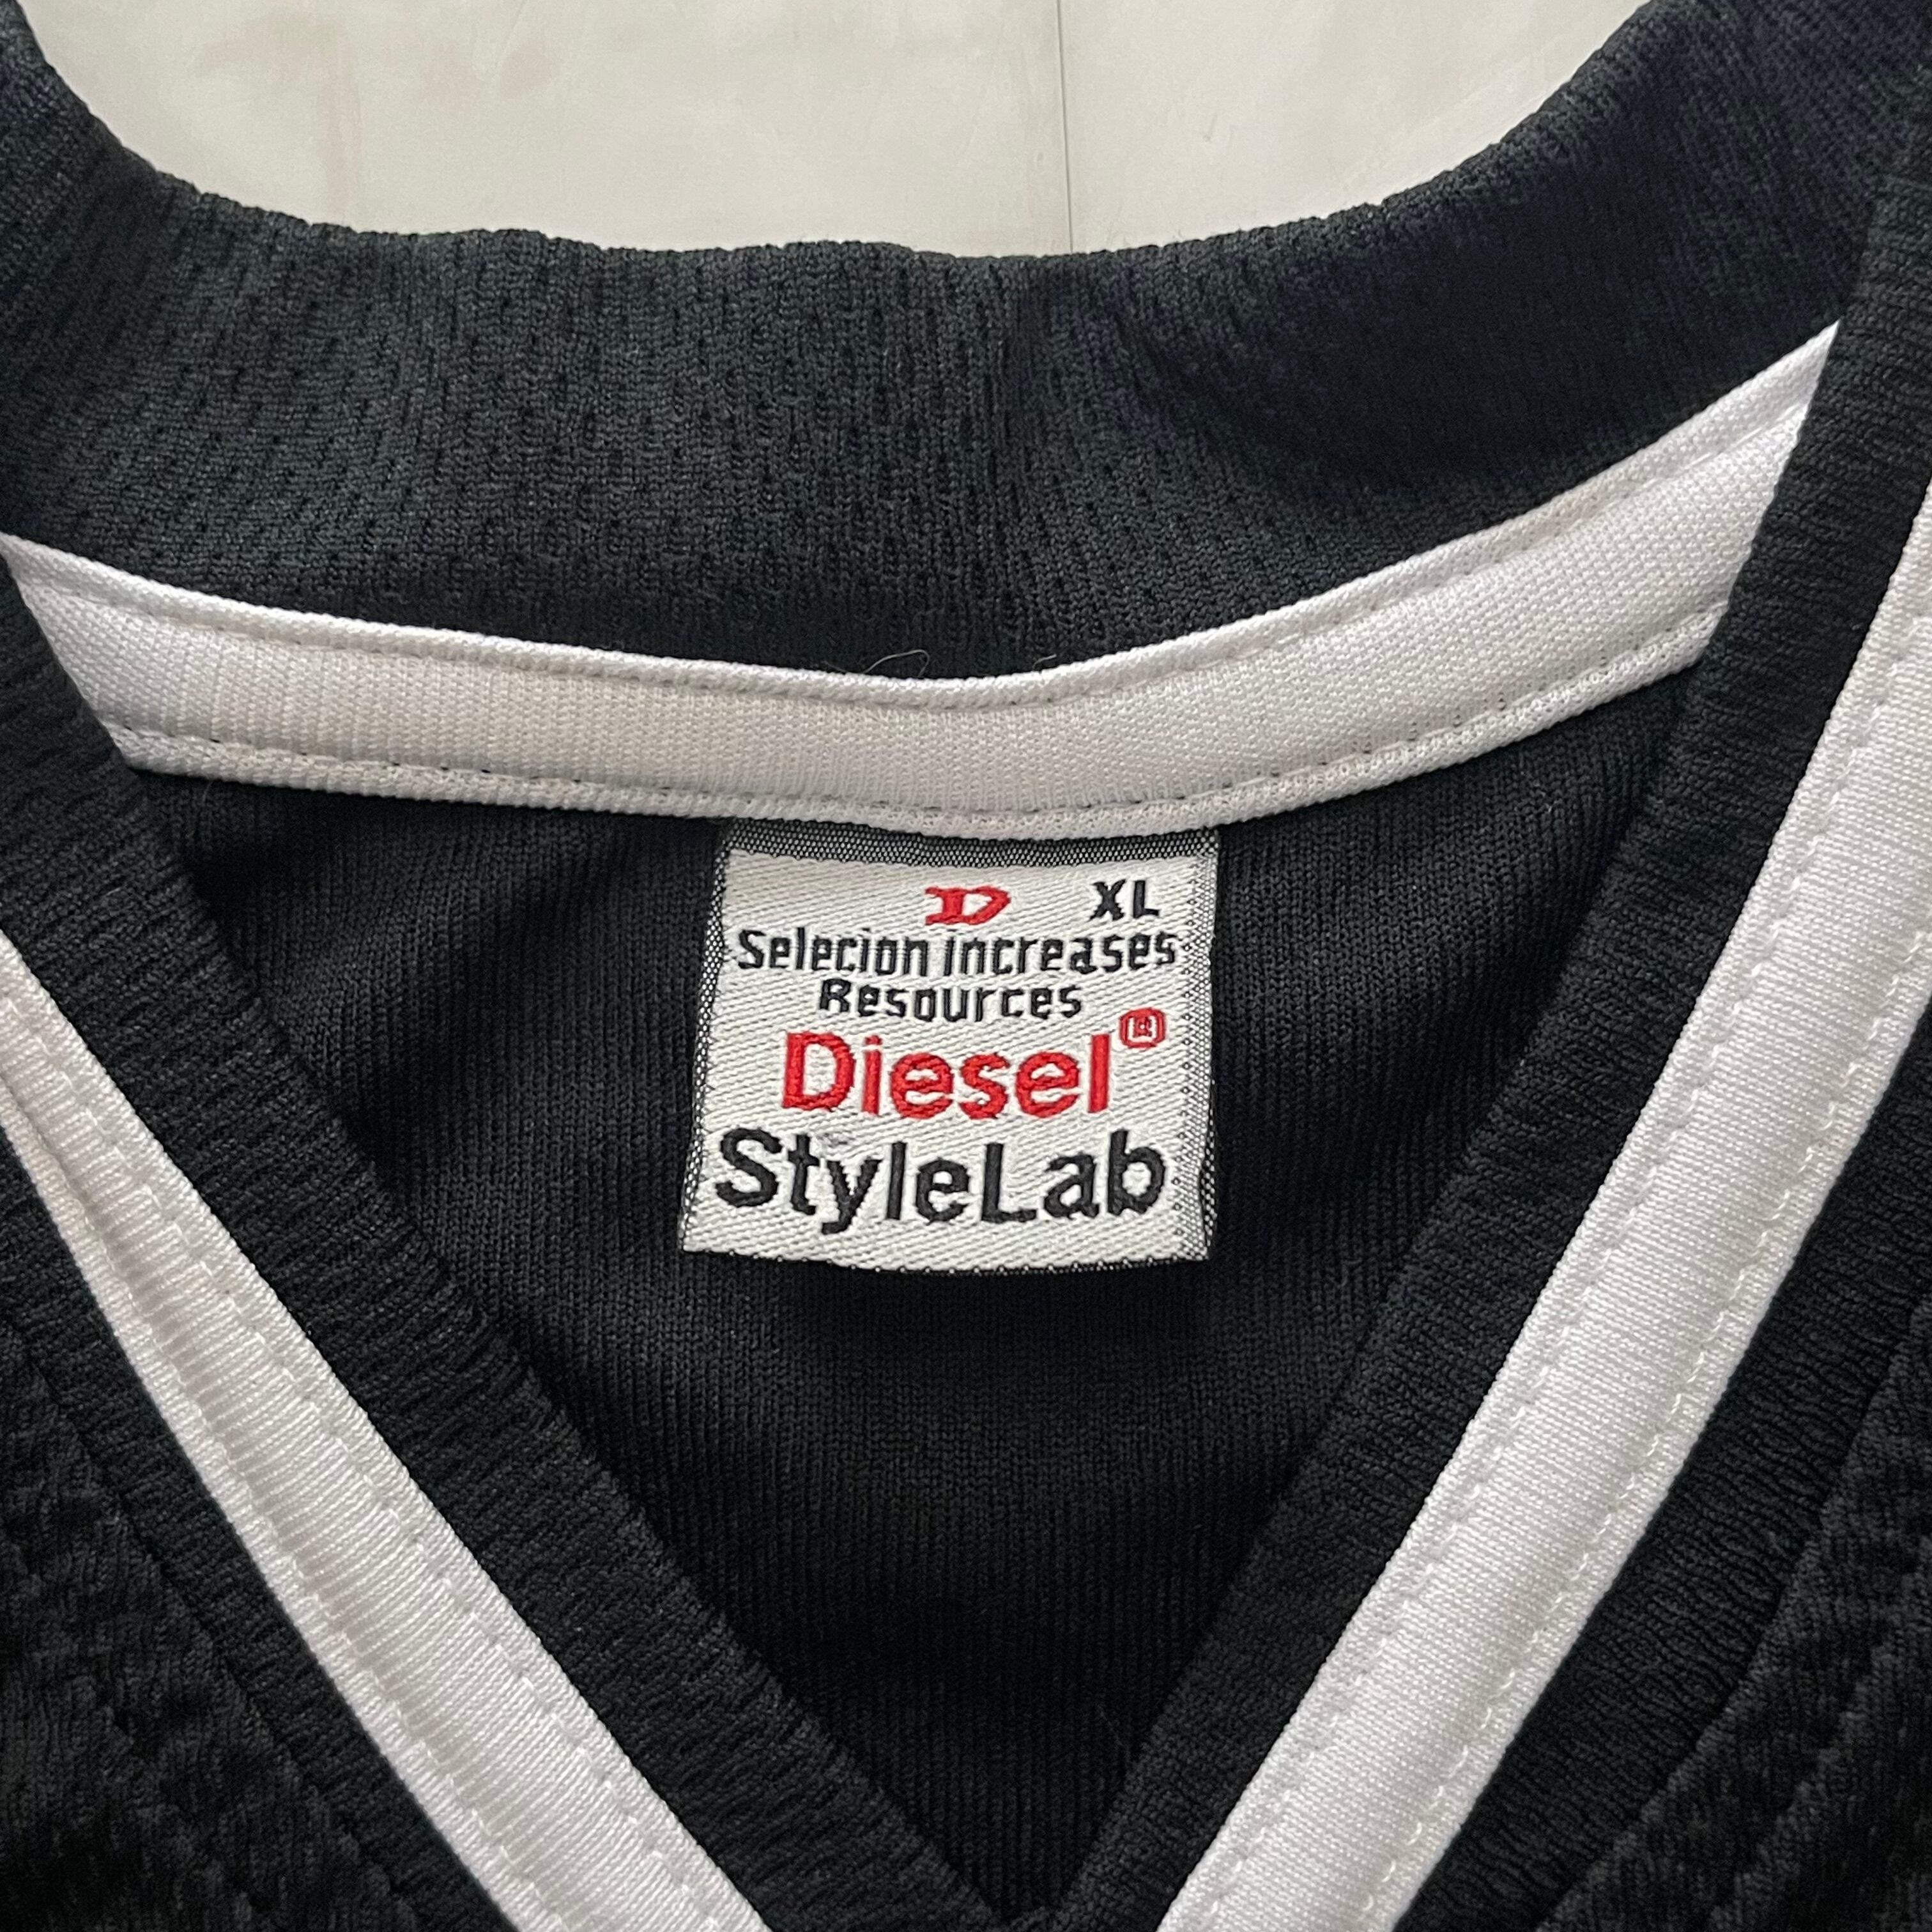 D XL
Selecion increases
Resources
Diesel®
StyleLab